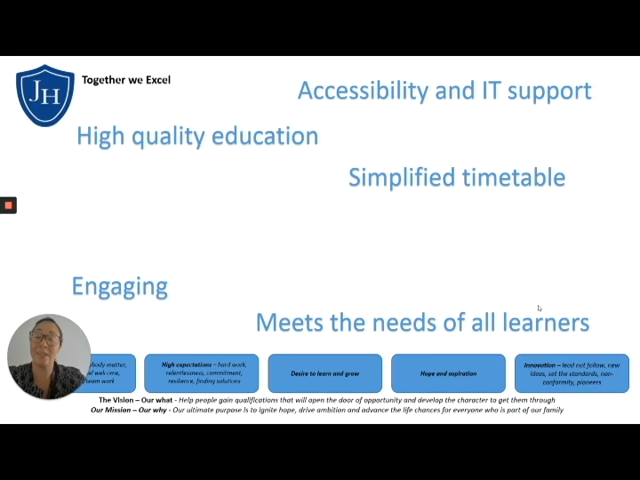 JH
Together we Excel
Accessibility and IT support
High quality education
Simplified timetable
Engaging
Meets the needs of all learners
matter,
team work
High expectations – hard work,
relentlessness, commitment,
resilience, finding solutions
Desire to learn and grow
Hope and aspiration
Innovation – lead not follow, new
ideas, set the standards, non-
conformity, pioneers
The Vision – Our what - Help people gain qualifications that will open the door of opportunity and develop the character to get them through
Our Mission – Our why - Our ultimate purpose is to ignite hope, drive ambition and advance the life chances for everyone who is part of our family